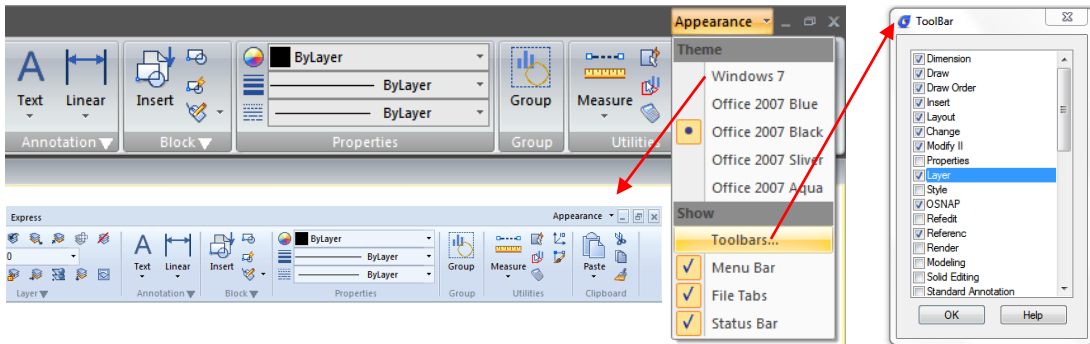 Appearance
ByLayer
ByLayer
ByLayer
Text
Linear
Insert
Group
Measure
Annotation
Block
Properties
Group
Utilities
Theme
Windows 7
Office 2007 Blue
Office 2007 Black
Office 2007 Sliver
Office 2007 Aqua
Show
Toolbars...
Menu Bar
File Tabs
Status Bar
Express
Appearance
0
ByLayer
ByLayer
ByLayer
Text
Linear
Insert
Group
Measure
Paste
Layer
Annotation
Block
Properties
Group
Utilities
Clipboard
ToolBar
Dimension
Draw
Draw Order
Insert
Layout
Change
Modify II
Properties
Layer
Style
OSNAP
Refedit
Referenc
Render
Modeling
Solid Editing
Standard Annotation
OK
Help